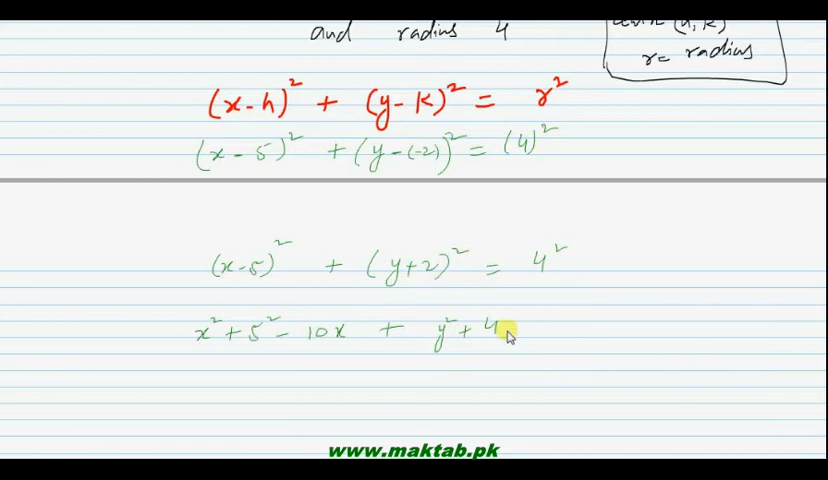 and radius 4
(h, k)
r= radius
(x-h)² + (y-k)² = r²
(x-5)² + (y-(-2))² = (4)²
(x-5)² + (y+2)² = 4²
x²+5²-10x + y²+4
www.maktab.pk